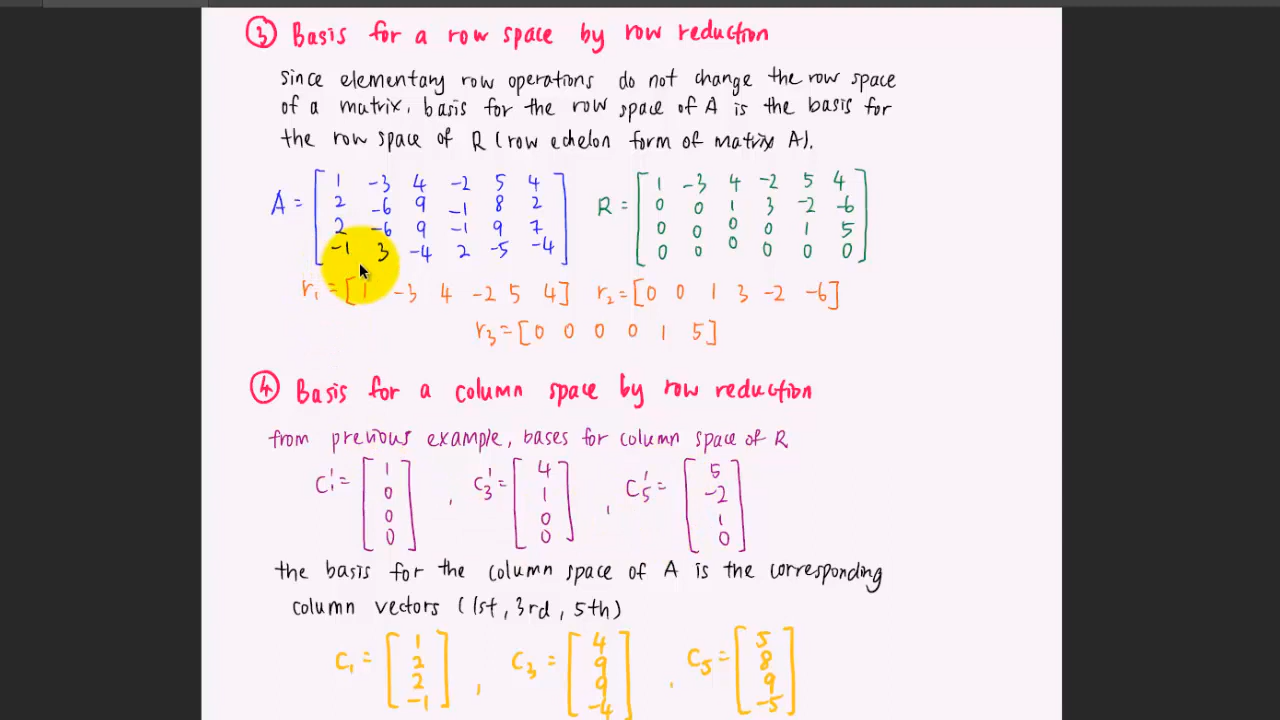 ③ Basis for a row space by row reduction
since elementary row operations do not change the row space
of a matrix, basis for the row space of A is the basis for
the row space of R (row echelon form of matrix A).
A = [ 1 -3 4 -2 5 4 R = [ 1 -3 4 -2 5 4
2 -6 9 -1 8 2 0 0 1 3 -2 -6
2 -6 9 -1 9 7 0 0 0 0 1 5
-1 3 -4 2 -5 -4 ] 0 0 0 0 0 0 ]
r1 = [1 -3 4 -2 5 4] r2 = [0 0 1 3 -2 -6]
r3 = [0 0 0 0 1 5]
④ Basis for a column space by row reduction
from previous example, bases for column space of R
c1' = [ 1 0 0 0 ] , c3' = [ 4 1 0 0 ] , c5' = [ 5 -2 1 0 ]
the basis for the column space of A is the corresponding
column vectors (1st, 3rd, 5th)
c1 = [ 1 2 2 -1 ] , c3 = [ 4 9 9 -4 ] , c5 = [ 5 8 9 -5 ]